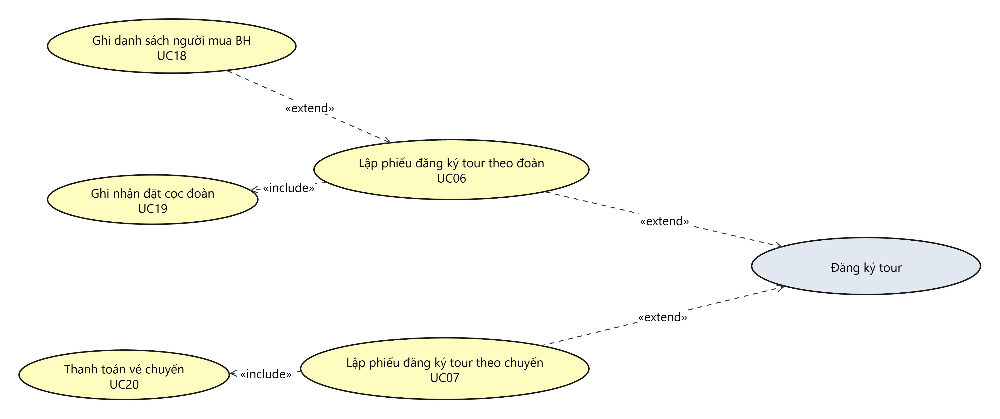 Ghi danh sách người mua BH
UC18
«extend»
Lập phiếu đăng ký tour theo đoàn
UC06
«include»
Ghi nhận đặt cọc đoàn
UC19
«extend»
Đăng ký tour
«extend»
Lập phiếu đăng ký tour theo chuyến
UC07
«include»
Thanh toán vé chuyến
UC20